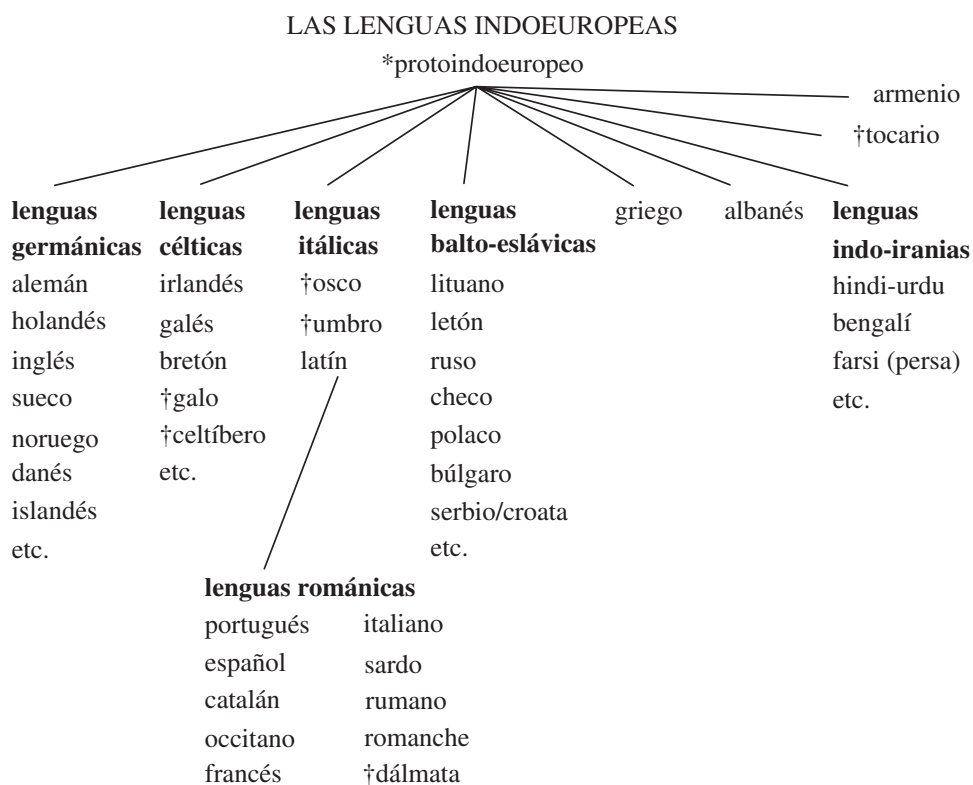 LAS LENGUAS INDOEUROPEAS
*protoindoeuropeo
armenio
†tocario
lenguas germánicas
alemán
holandés
inglés
sueco
noruego
danés
islandés
etc.
lenguas célticas
irlandés
galés
bretón
†galo
†celtíbero
etc.
lenguas itálicas
†osco
†umbro
latín
lenguas balto-eslávicas
lituano
letón
ruso
checo
polaco
búlgaro
serbio/croata
etc.
griego
albanés
lenguas indo-iranias
hindi-urdu
bengalí
farsi (persa)
etc.
lenguas románicas
portugués
español
catalán
occitano
francés
italiano
sardo
rumano
romanche
†dálmata